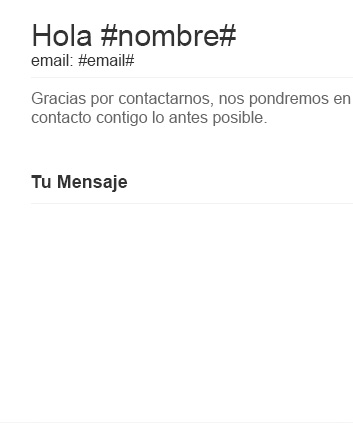 Hola #nombre#
email: #email#
Gracias por contactarnos, nos pondremos en
contacto contigo lo antes posible.
Tu Mensaje